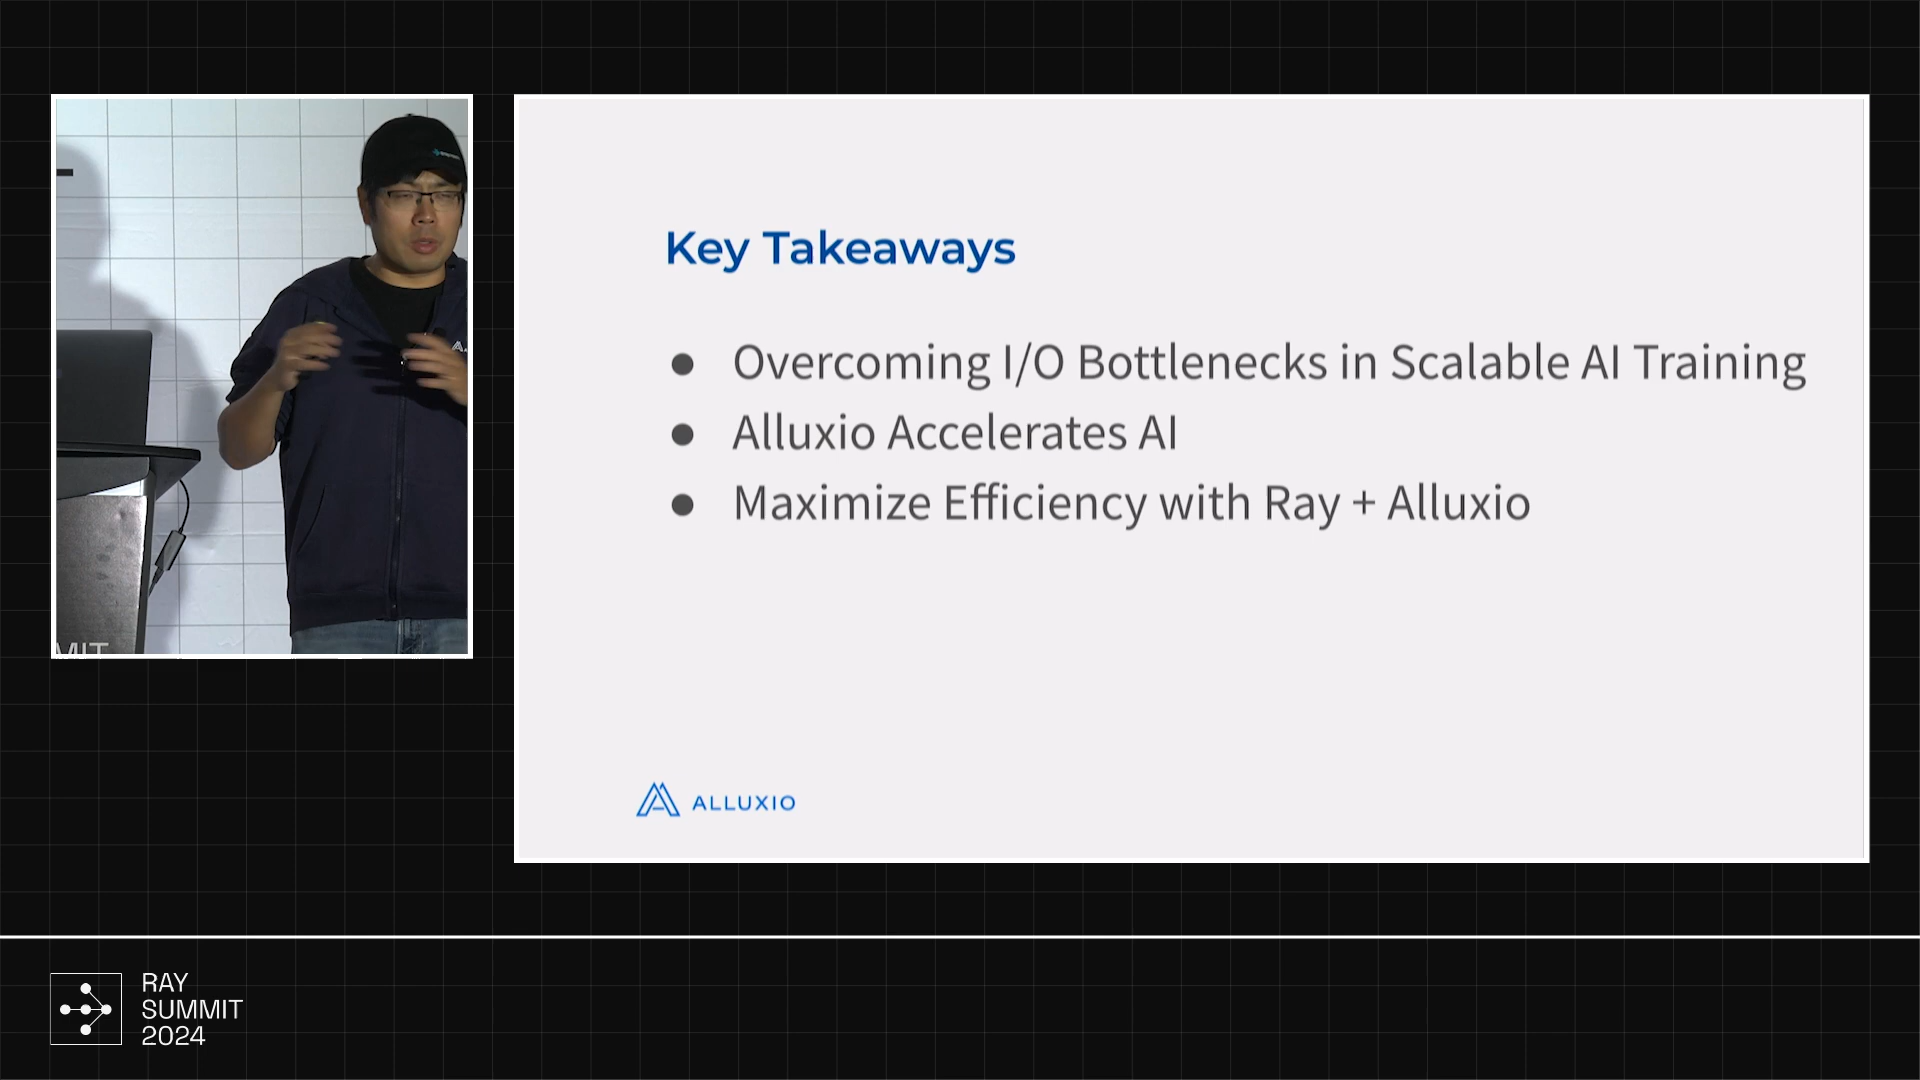 Key Takeaways
● Overcoming I/O Bottlenecks in Scalable AI Training
● Alluxio Accelerates AI
● Maximize Efficiency with Ray + Alluxio
ALLUXIO
MIT
RAY
SUMMIT
2024